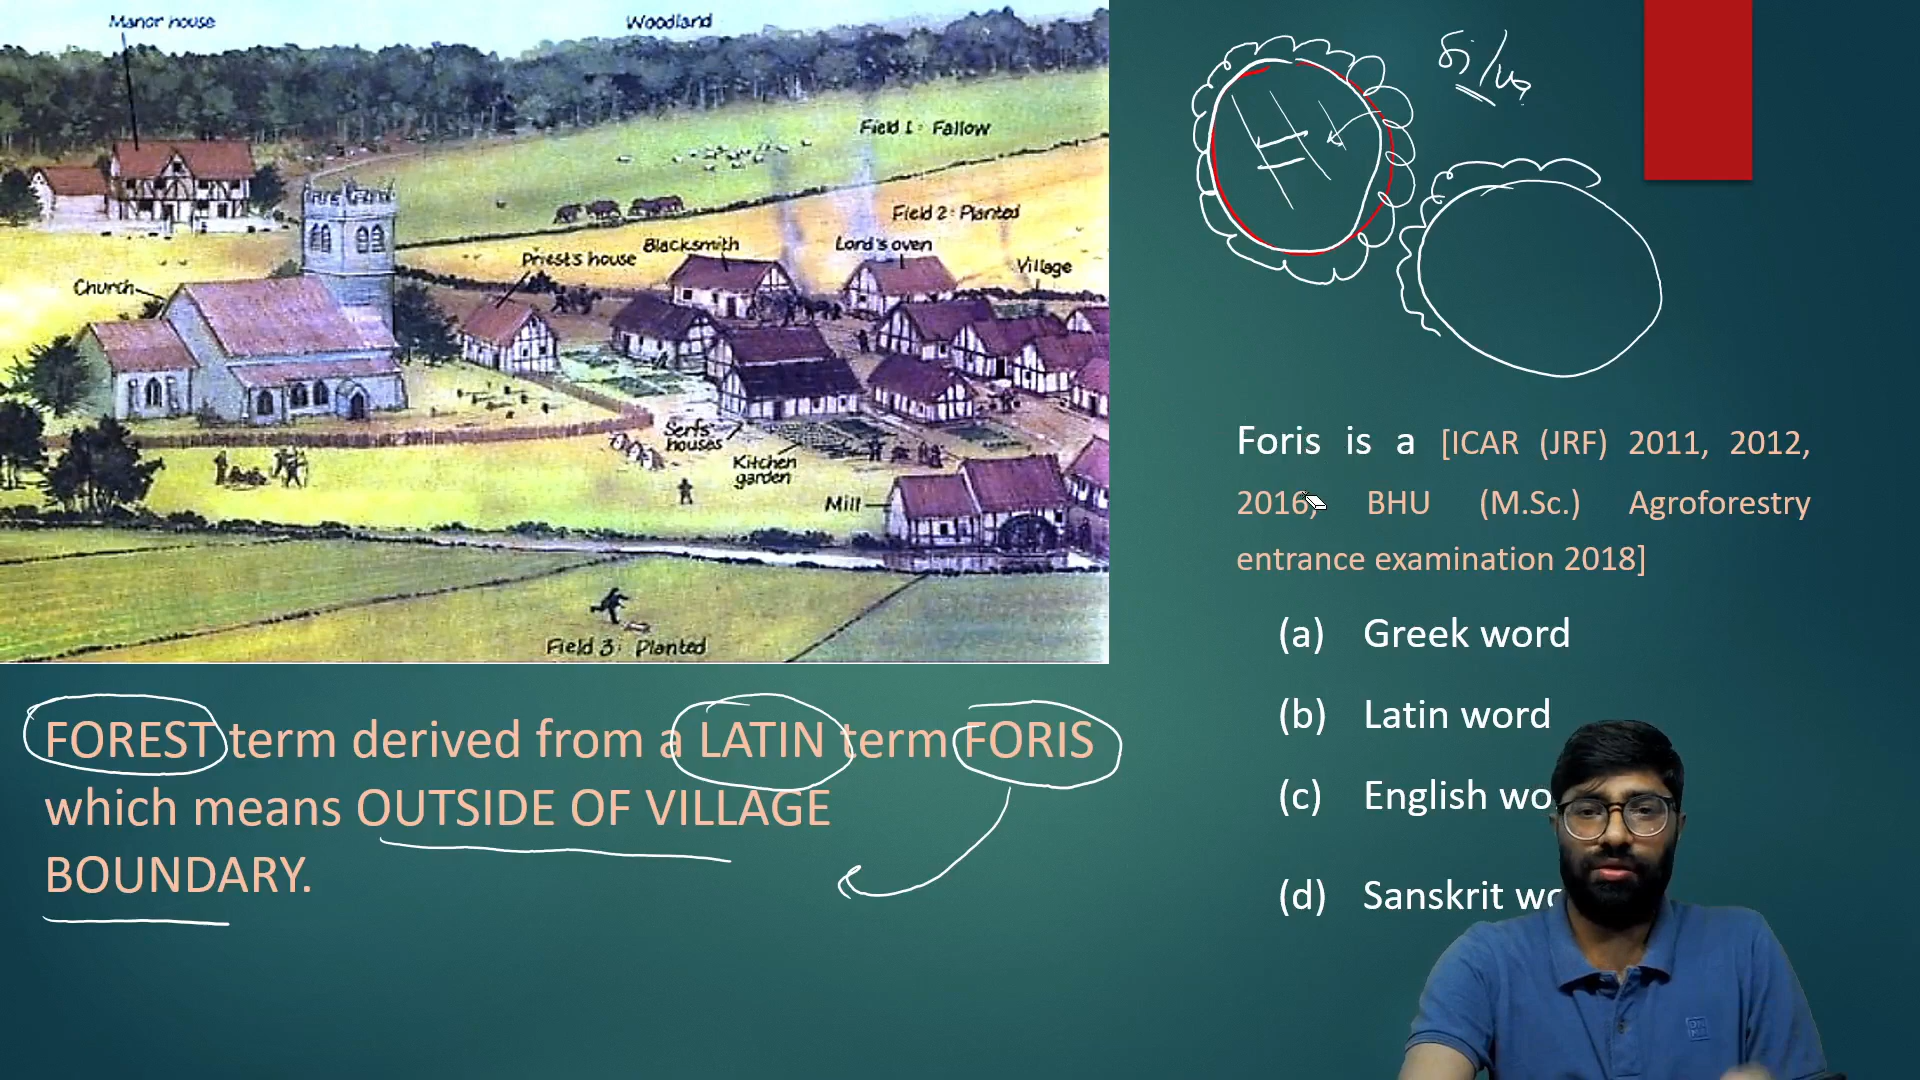 Manor house
Woodland
Field 1: Fallow
Field 2: Planted
Blacksmith
Lord's oven
Priest's house
Village
Church
Serfs'
houses
Kitchen
garden
Mill
Field 3: Planted
FOREST term derived from a LATIN term FORIS
which means OUTSIDE OF VILLAGE
BOUNDARY.
Foris is a [ICAR (JRF) 2011, 2012,
2016, BHU (M.Sc.) Agroforestry
entrance examination 2018]
(a) Greek word
(b) Latin word
(c) English wo
(d) Sanskrit wo